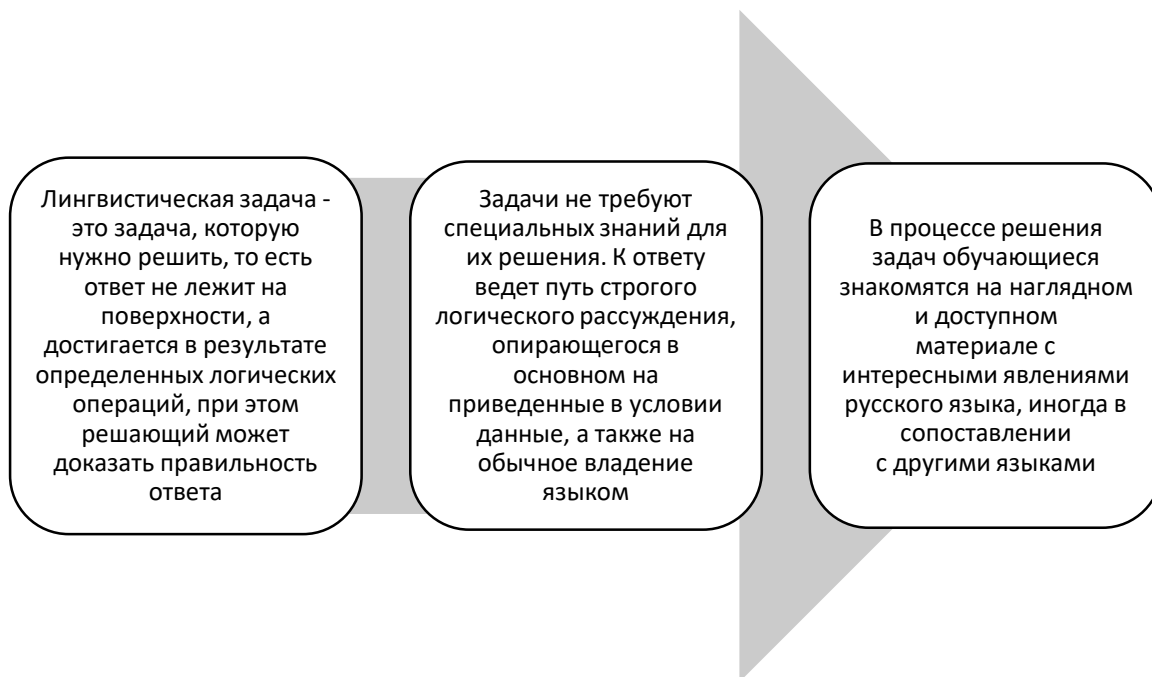 Лингвистическая задача -
это задача, которую
нужно решить, то есть
ответ не лежит на
поверхности, а
достигается в результате
определенных логических
операций, при этом
решающий может
доказать правильность
ответа
Задачи не требуют
специальных знаний для
их решения. К ответу
ведет путь строгого
логического рассуждения,
опирающегося в
основном на
приведенные в условии
данные, а также на
обычное владение
языком
В процессе решения
задач обучающиеся
знакомятся на наглядном
и доступном
материале с
интересными явлениями
русского языка, иногда в
сопоставлении
с другими языками